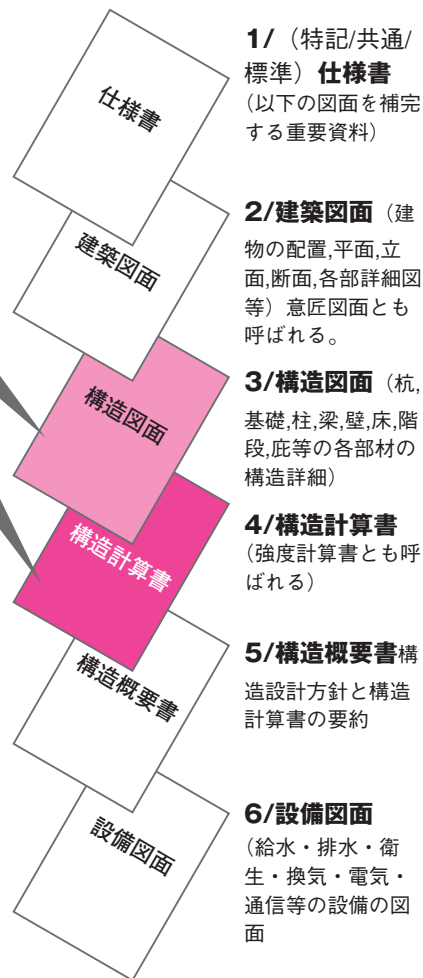 仕様書
建築図面
構造図面
構造計算書
構造概要書
設備図面
1/（特記/共通/
標準）仕様書
（以下の図面を補完
する重要資料）
2/建築図面（建
物の配置,平面,立
面,断面,各部詳細図
等）意匠図面とも
呼ばれる。
3/構造図面（杭,
基礎,柱,梁,壁,床,階
段,庇等の各部材の
構造詳細）
4/構造計算書
（強度計算書とも呼
ばれる）
5/構造概要書構
造設計方針と構造
計算書の要約
6/設備図面
（給水・排水・衛
生・換気・電気・
通信等の設備の図
面